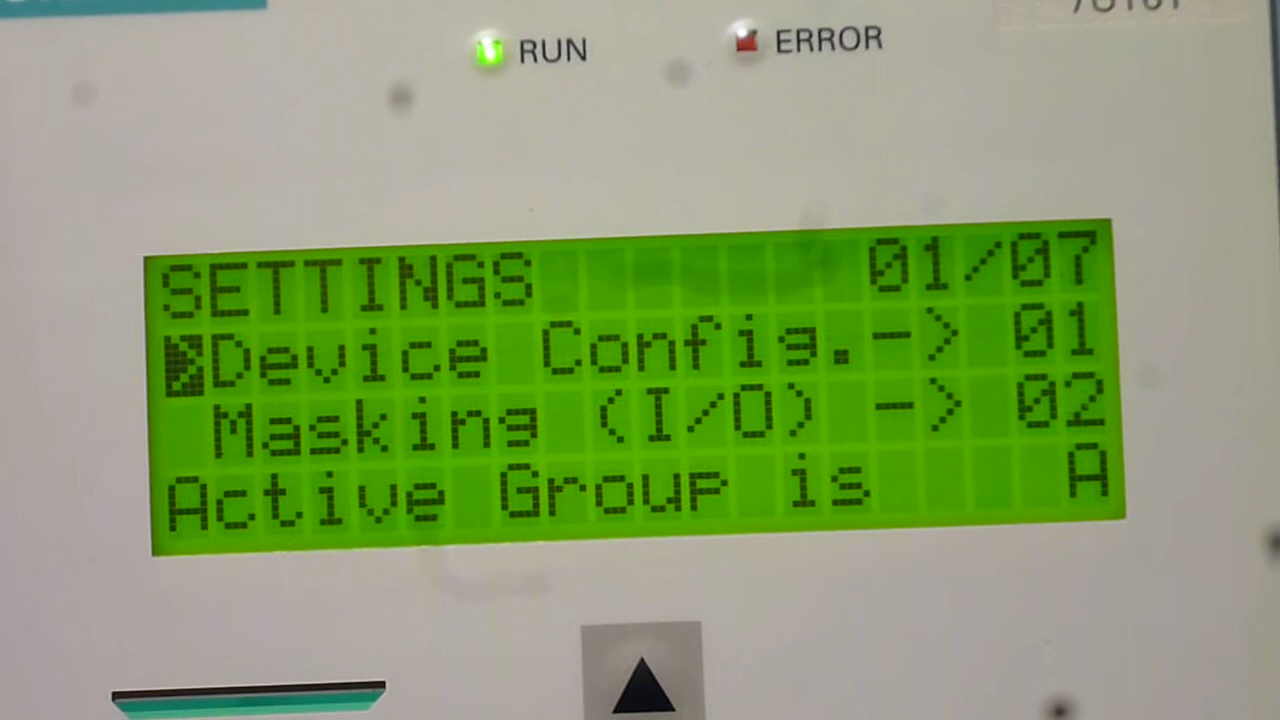 RUN
ERROR
SETTINGS 01/07
Device Config.-> 01
Masking (I/O) -> 02
Active Group is A